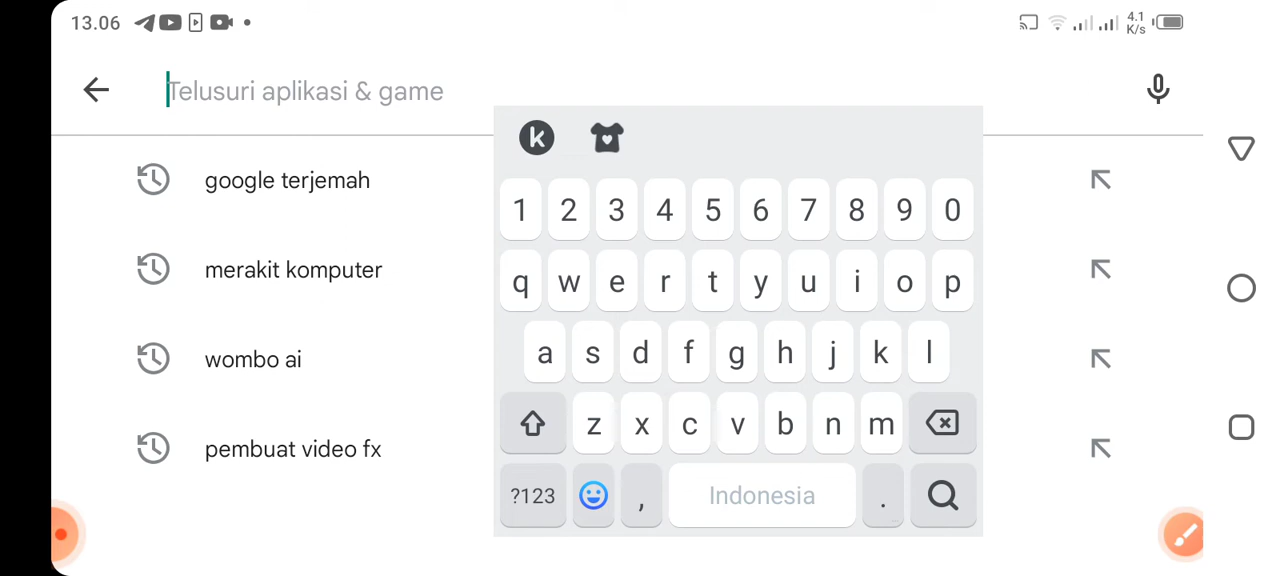 13.06
4.1
K/s
Telusuri aplikasi & game
google terjemah
merakit komputer
wombo ai
pembuat video fx
k
1 2 3 4 5 6 7 8 9 0
q w e r t y u i o p
a s d f g h j k l
z x c v b n m
?123 , Indonesia .